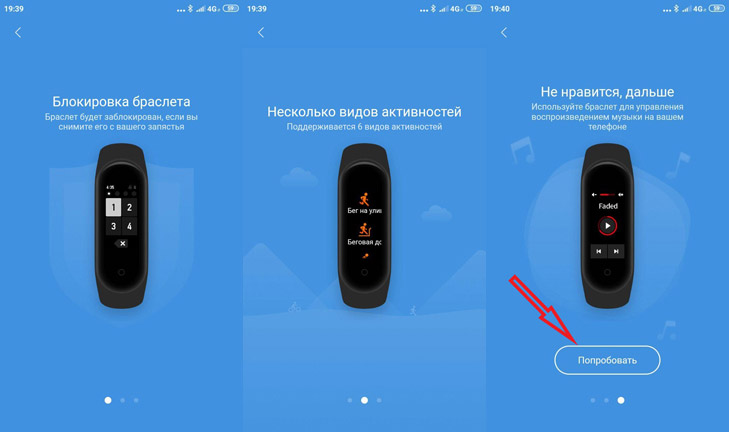 19:39
4G
59
Блокировка браслета
Браслет будет заблокирован, если вы
снимите его с вашего запястья
1 2
3 4
19:39
4G
59
Несколько видов активностей
Поддерживается 6 видов активностей
Бег на ули
Беговая до
19:40
4G
59
Не нравится, дальше
Используйте браслет для управления
воспроизведением музыки на вашем
телефоне
Faded
Попробовать